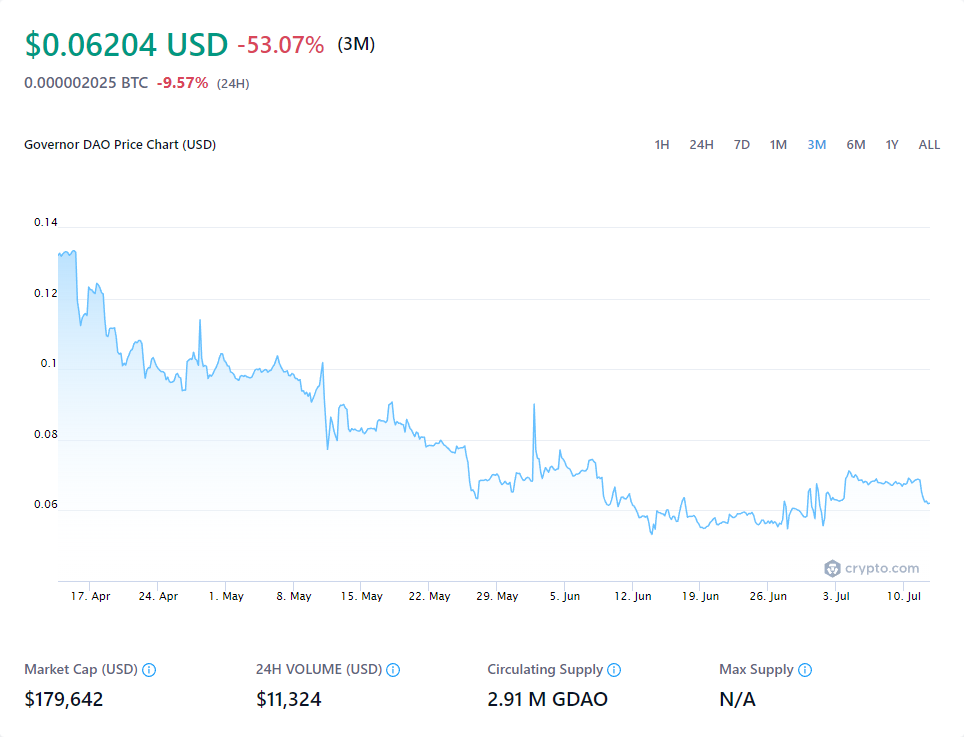 $0.06204 USD -53.07% (3M)
0.000002025 BTC -9.57% (24H)
Governor DAO Price Chart (USD) 1H 24H 7D 1M 3M 6M 1Y ALL
0.14
0.12
0.1
0.08
0.06
crypto.com
17. Apr 24. Apr 1. May 8. May 15. May 22. May 29. May 5. Jun 12. Jun 19. Jun 26. Jun 3. Jul 10. Jul
Market Cap (USD) 24H VOLUME (USD) Circulating Supply Max Supply
$179,642 $11,324 2.91 M GDAO N/A